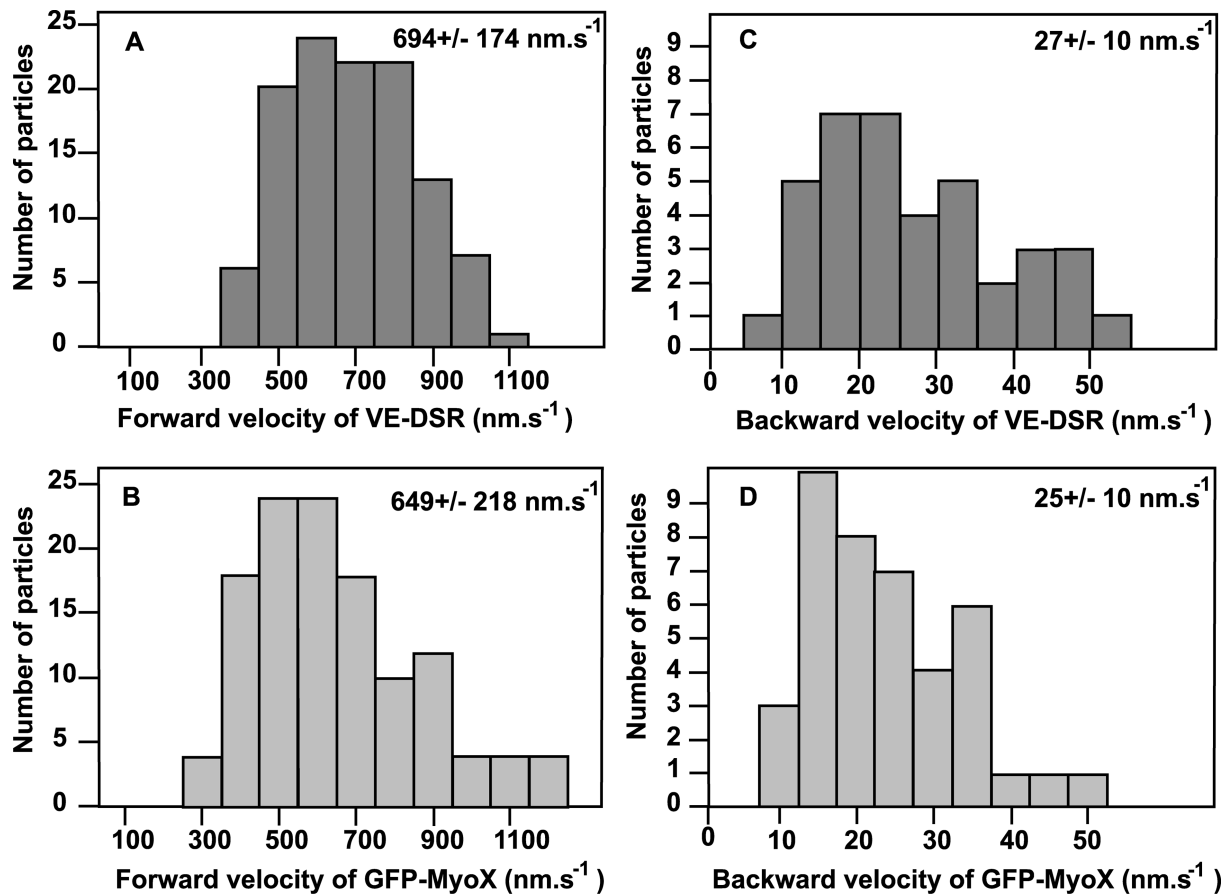 A
694+/- 174 nm.s-1
Number of particles
25
20
15
10
5
0
100 300 500 700 900 1100
Forward velocity of VE-DSR (nm.s-1 )
C
27+/- 10 nm.s-1
Number of particles
9
8
7
6
5
4
3
2
1
0
0 10 20 30 40 50
Backward velocity of VE-DSR (nm.s-1 )
B
649+/- 218 nm.s-1
Number of particles
25
20
15
10
5
0
100 300 500 700 900 1100
Forward velocity of GFP-MyoX (nm.s-1 )
D
25+/- 10 nm.s-1
Number of particles
9
8
7
6
5
4
3
2
1
0
0 10 20 30 40 50
Backward velocity of GFP-MyoX (nm.s-1 )